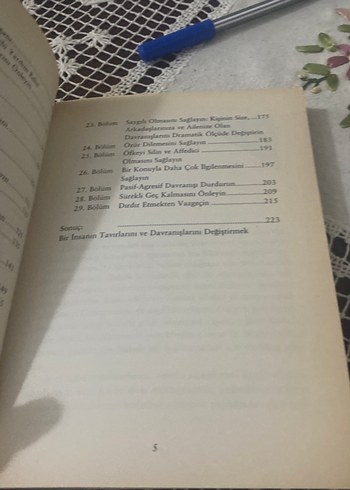 23. Bölüm Saygılı Olmasını Sağlayın: Kişinin Size, ...175
Arkadaşlarınıza ve Ailenize Olan
Davranışlarını Dramatik Ölçüde Değiştirin
24. Bölüm Özür Dilemesini Sağlayın 183
25. Bölüm Öfkeyi Silin ve Affedici 191
Olmasını Sağlayın
26. Bölüm Bir Konuyla Daha Çok İlgilenmesini 197
Sağlayın
27. Bölüm Pasif-Agresif Davranışı Durdurun 203
28. Bölüm Sürekli Geç Kalmasını Önleyin 209
29. Bölüm Dırdır Etmekten Vazgeçin 215
Sonuç: 223
Bir İnsanın Tavırlarını ve Davranışlarını Değiştirmek
5